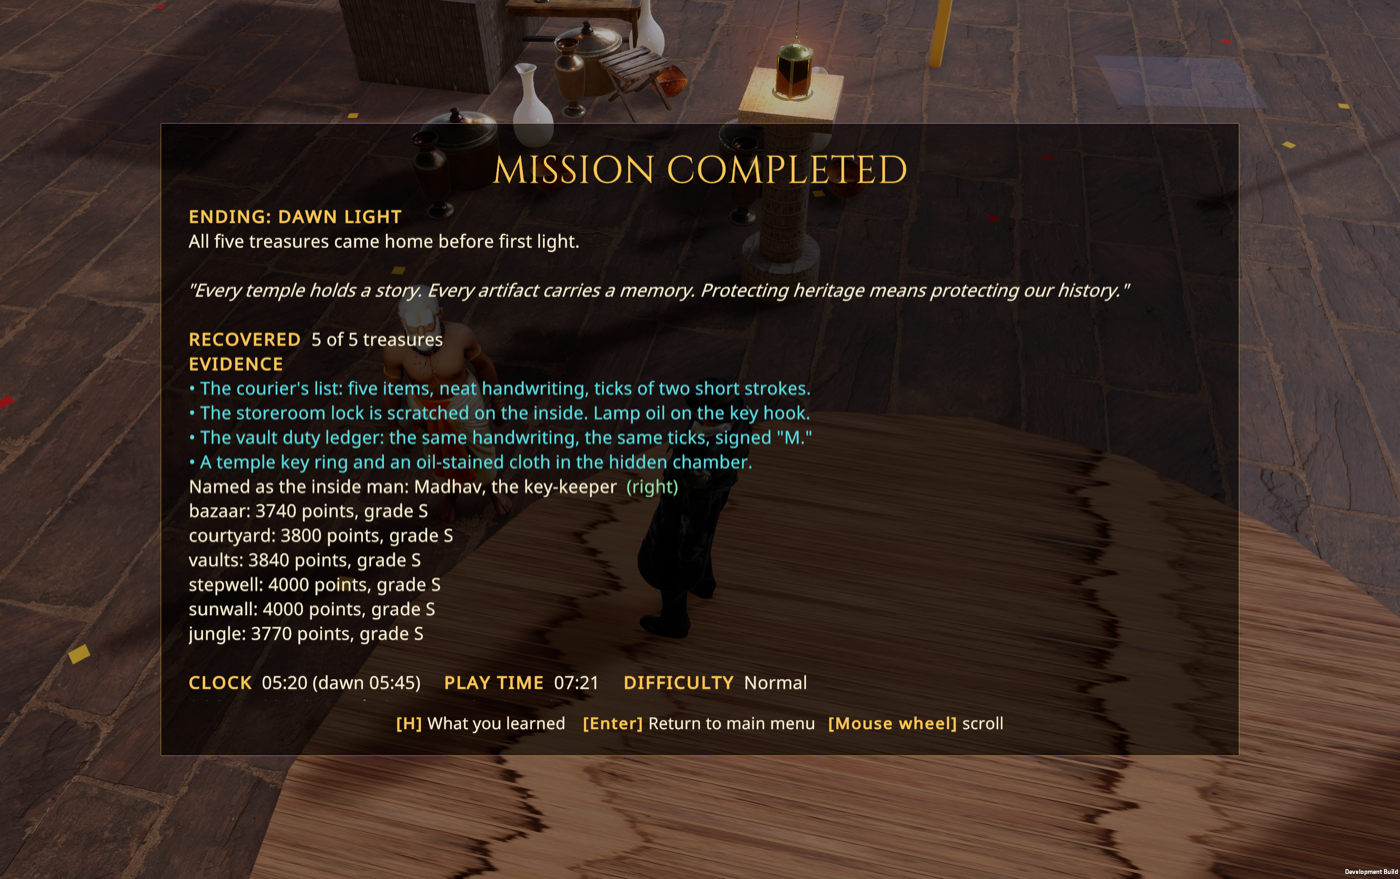 MISSION COMPLETED
ENDING: DAWN LIGHT
All five treasures came home before first light.
"Every temple holds a story. Every artifact carries a memory. Protecting heritage means protecting our history."
RECOVERED 5 of 5 treasures
EVIDENCE
• The courier's list: five items, neat handwriting, ticks of two short strokes.
• The storeroom lock is scratched on the inside. Lamp oil on the key hook.
• The vault duty ledger: the same handwriting, the same ticks, signed "M."
• A temple key ring and an oil-stained cloth in the hidden chamber.
Named as the inside man: Madhav, the key-keeper (right)
bazaar: 3740 points, grade S
courtyard: 3800 points, grade S
vaults: 3840 points, grade S
stepwell: 4000 points, grade S
sunwall: 4000 points, grade S
jungle: 3770 points, grade S
CLOCK 05:20 (dawn 05:45) PLAY TIME 07:21 DIFFICULTY Normal
[H] What you learned [Enter] Return to main menu [Mouse wheel] scroll
Development Build